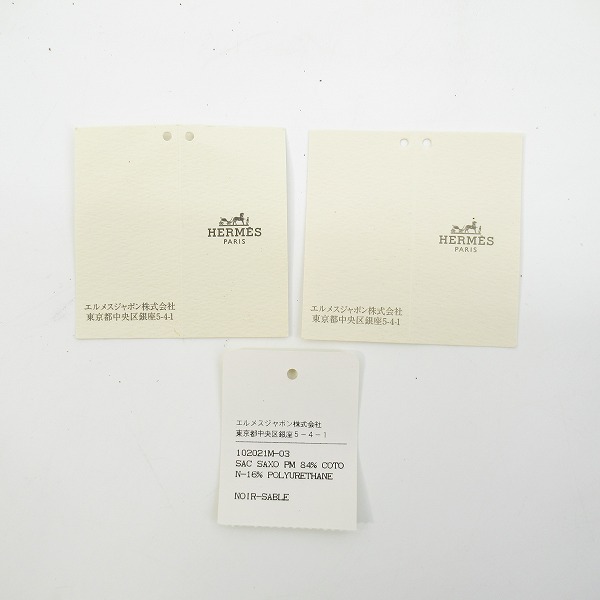 HERMÈS
PARIS
エルメスジャポン株式会社
東京都中央区銀座5-4-1
HERMÈS
PARIS
エルメスジャポン株式会社
東京都中央区銀座5-4-1
エルメスジャポン株式会社
東京都中央区銀座５－４－１
102021M-03
SAC SAXO PM 84% COTO
N-16% POLYURETHANE
NOIR-SABLE